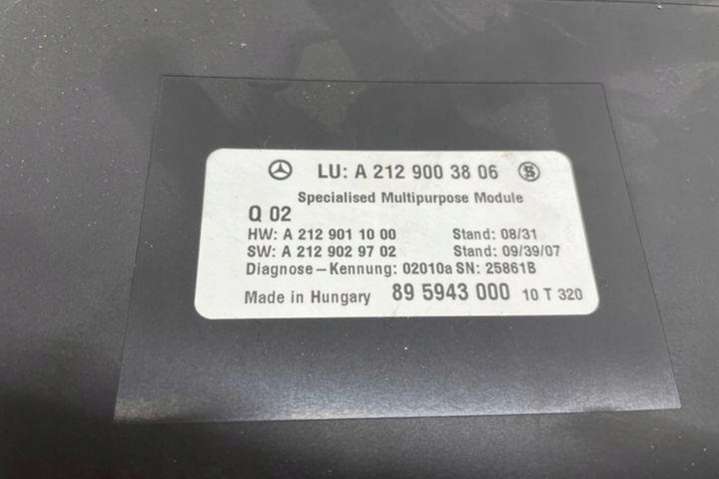 LU: A 212 900 38 06
Specialised Multipurpose Module
Q 02
HW: A 212 901 10 00 Stand: 08/31
SW: A 212 902 97 02 Stand: 09/39/07
Diagnose-Kennung: 02010a SN: 25861B
Made in Hungary 89 5943 000 10 T 320